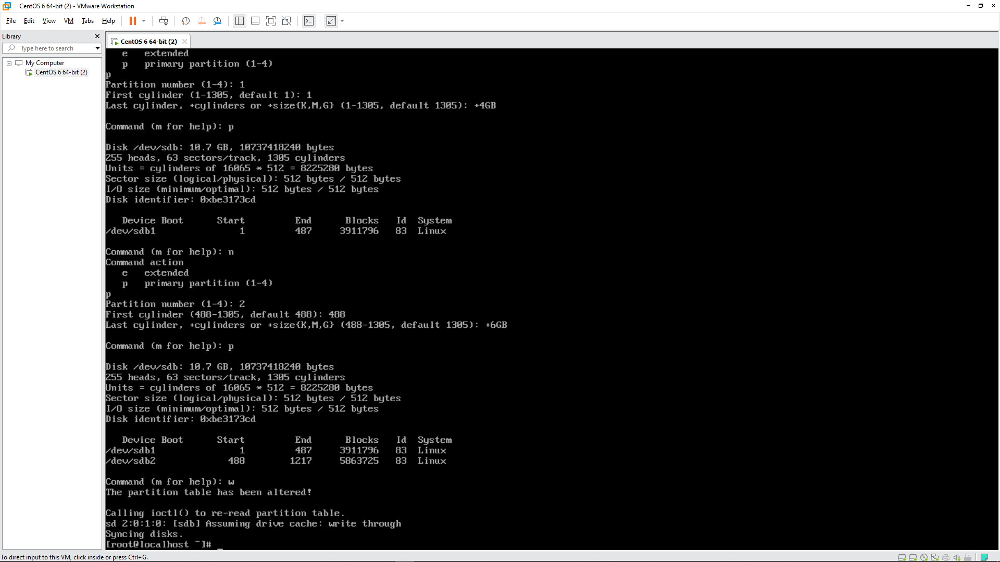 CentOS 6 64-bit (2) - VMware Workstation
File Edit View VM Tabs Help
Library
Type here to search
My Computer
CentOS 6 64-bit (2)
CentOS 6 64-bit (2)
e extended
p primary partition (1-4)
p
Partition number (1-4): 1
First cylinder (1-1305, default 1): 1
Last cylinder, +cylinders or +size{K,M,G} (1-1305, default 1305): +4GB
Command (m for help): p
Disk /dev/sdb: 10.7 GB, 10737418240 bytes
255 heads, 63 sectors/track, 1305 cylinders
Units = cylinders of 16065 * 512 = 8225280 bytes
Sector size (logical/physical): 512 bytes / 512 bytes
I/O size (minimum/optimal): 512 bytes / 512 bytes
Disk identifier: 0xbe3173cd
Device Boot Start End Blocks Id System
/dev/sdb1 1 487 3911796 83 Linux
Command (m for help): n
Command action
e extended
p primary partition (1-4)
p
Partition number (1-4): 2
First cylinder (488-1305, default 488): 488
Last cylinder, +cylinders or +size{K,M,G} (488-1305, default 1305): +6GB
Command (m for help): p
Disk /dev/sdb: 10.7 GB, 10737418240 bytes
255 heads, 63 sectors/track, 1305 cylinders
Units = cylinders of 16065 * 512 = 8225280 bytes
Sector size (logical/physical): 512 bytes / 512 bytes
I/O size (minimum/optimal): 512 bytes / 512 bytes
Disk identifier: 0xbe3173cd
Device Boot Start End Blocks Id System
/dev/sdb1 1 487 3911796 83 Linux
/dev/sdb2 488 1217 5863725 83 Linux
Command (m for help): w
The partition table has been altered!
Calling ioctl() to re-read partition table.
sd 2:0:1:0: [sdb] Assuming drive cache: write through
Syncing disks.
[root@localhost ~]# _
To direct input to this VM, click inside or press Ctrl+G.